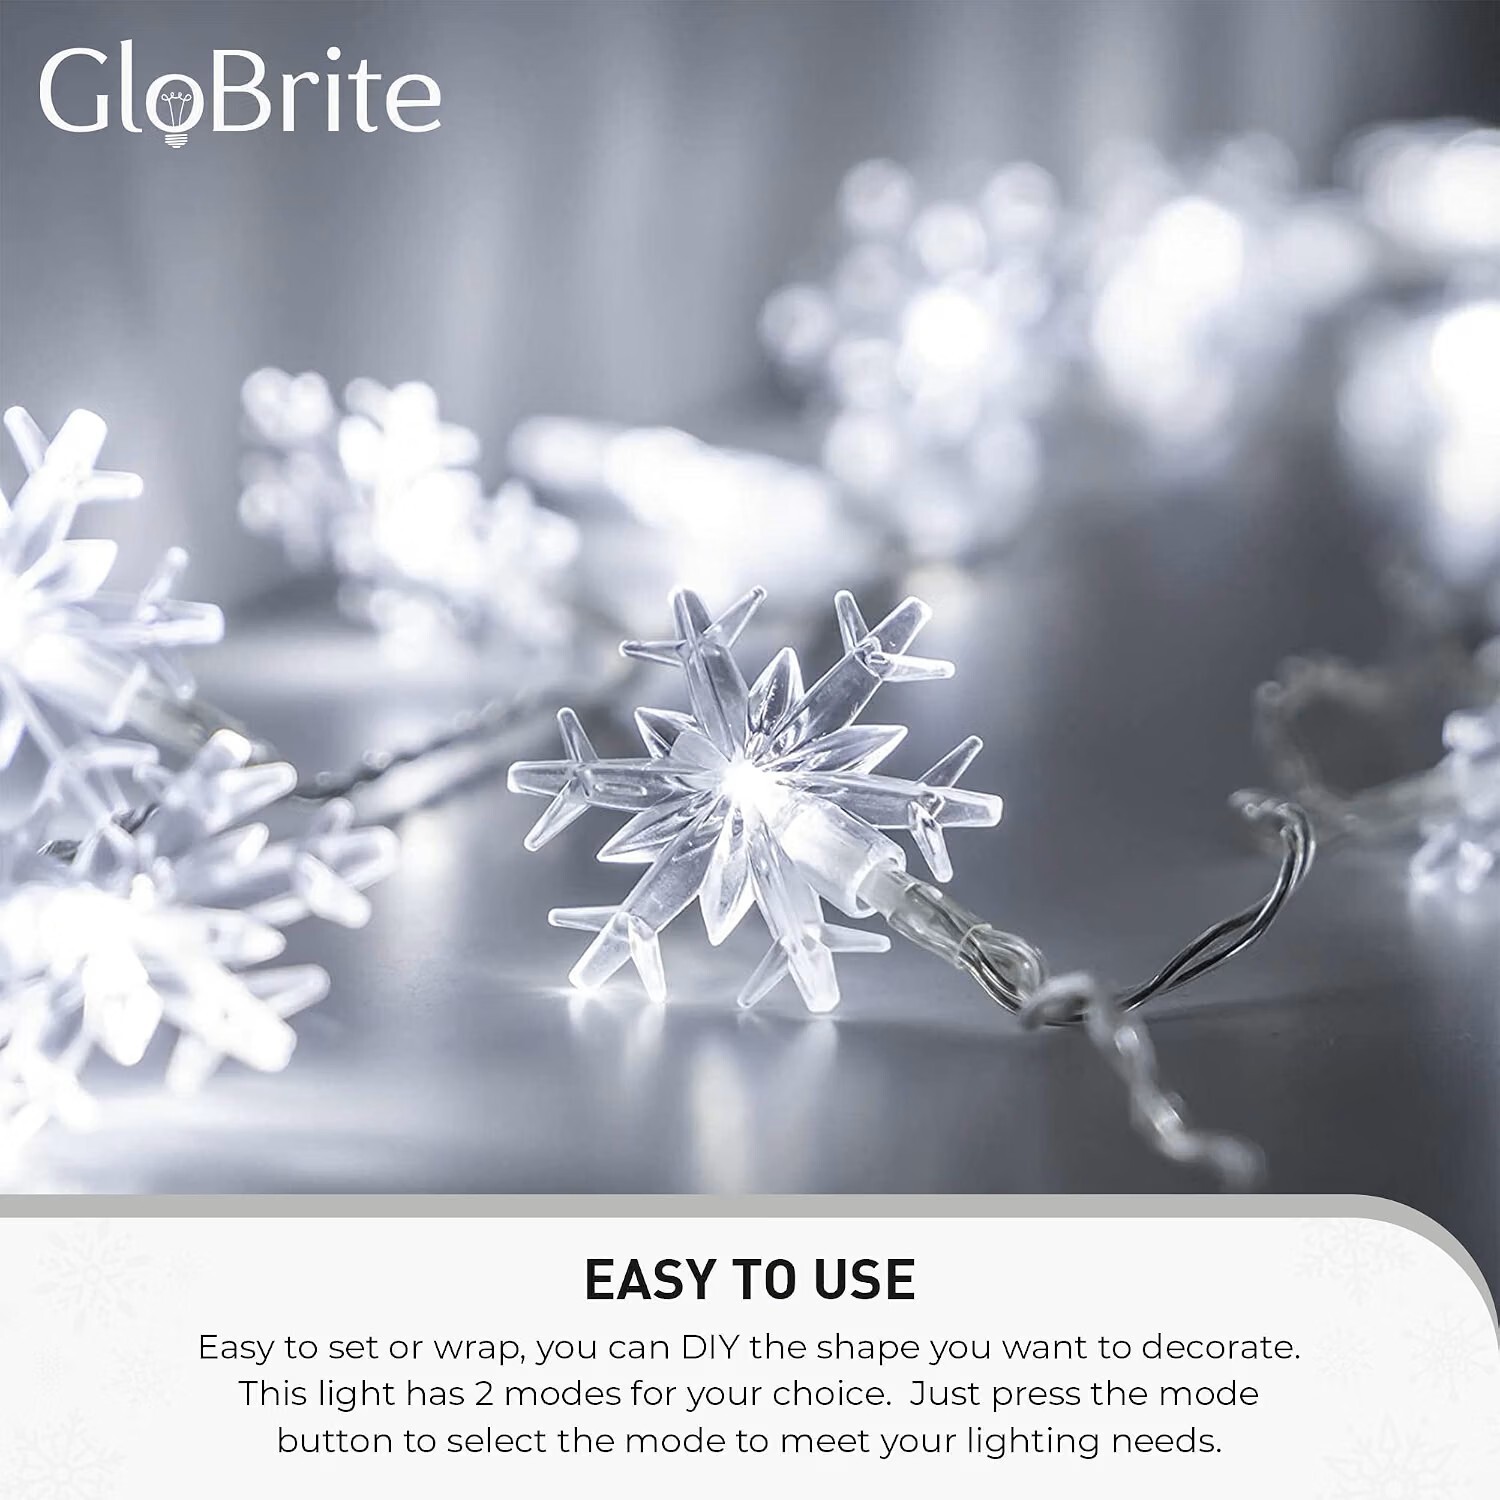 GloBrite
EASY TO USE
Easy to set or wrap, you can DIY the shape you want to decorate.
This light has 2 modes for your choice.  Just press the mode
button to select the mode to meet your lighting needs.